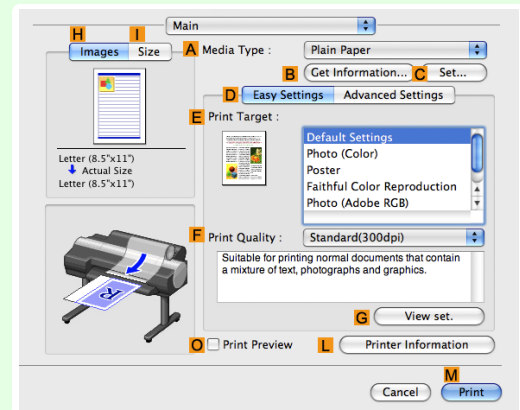 Main
H I
Images Size
A Media Type : Plain Paper
B Get Information... C Set...
D Easy Settings Advanced Settings
E Print Target :
Default Settings
Photo (Color)
Poster
Faithful Color Reproduction
Photo (Adobe RGB)
Letter (8.5"x11")
Actual Size
Letter (8.5"x11")
F Print Quality : Standard(300dpi)
Suitable for printing normal documents that contain
a mixture of text, photographs and graphics.
G View set.
O Print Preview L Printer Information
M
Cancel Print